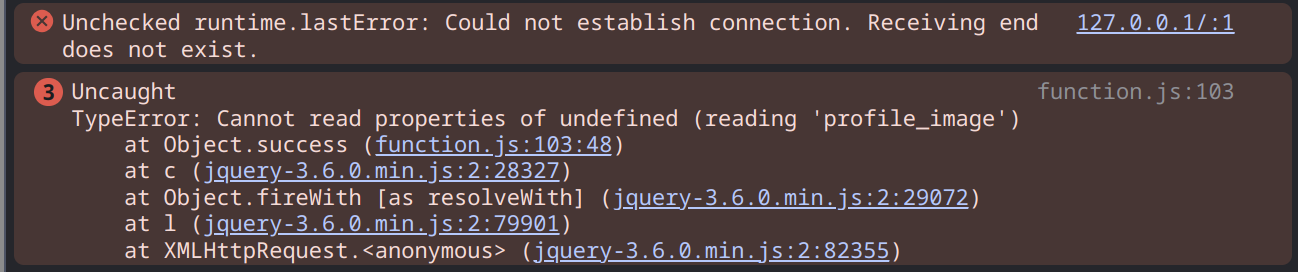 Unchecked runtime.lastError: Could not establish connection. Receiving end 127.0.0.1/:1
does not exist.
3 Uncaught function.js:103
TypeError: Cannot read properties of undefined (reading 'profile_image')
at Object.success (function.js:103:48)
at c (jquery-3.6.0.min.js:2:28327)
at Object.fireWith [as resolveWith] (jquery-3.6.0.min.js:2:29072)
at l (jquery-3.6.0.min.js:2:79901)
at XMLHttpRequest.<anonymous> (jquery-3.6.0.min.js:2:82355)